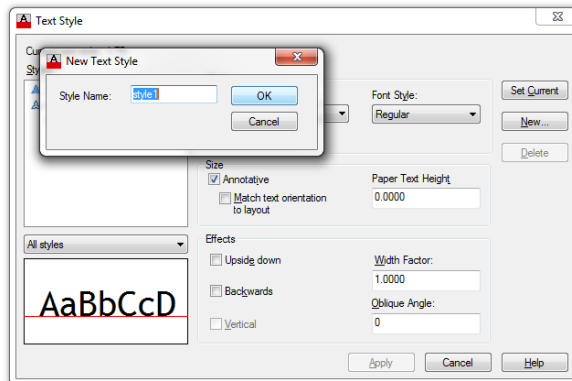 Text Style
New Text Style
Style Name:
style1
OK
Cancel
Font Style:
Regular
Set Current
New...
Delete
Size
Annotative
Match text orientation
to layout
Paper Text Height
0.0000
All styles
AaBbCcD
Effects
Upside down
Backwards
Vertical
Width Factor:
1.0000
Oblique Angle:
0
Apply
Cancel
Help